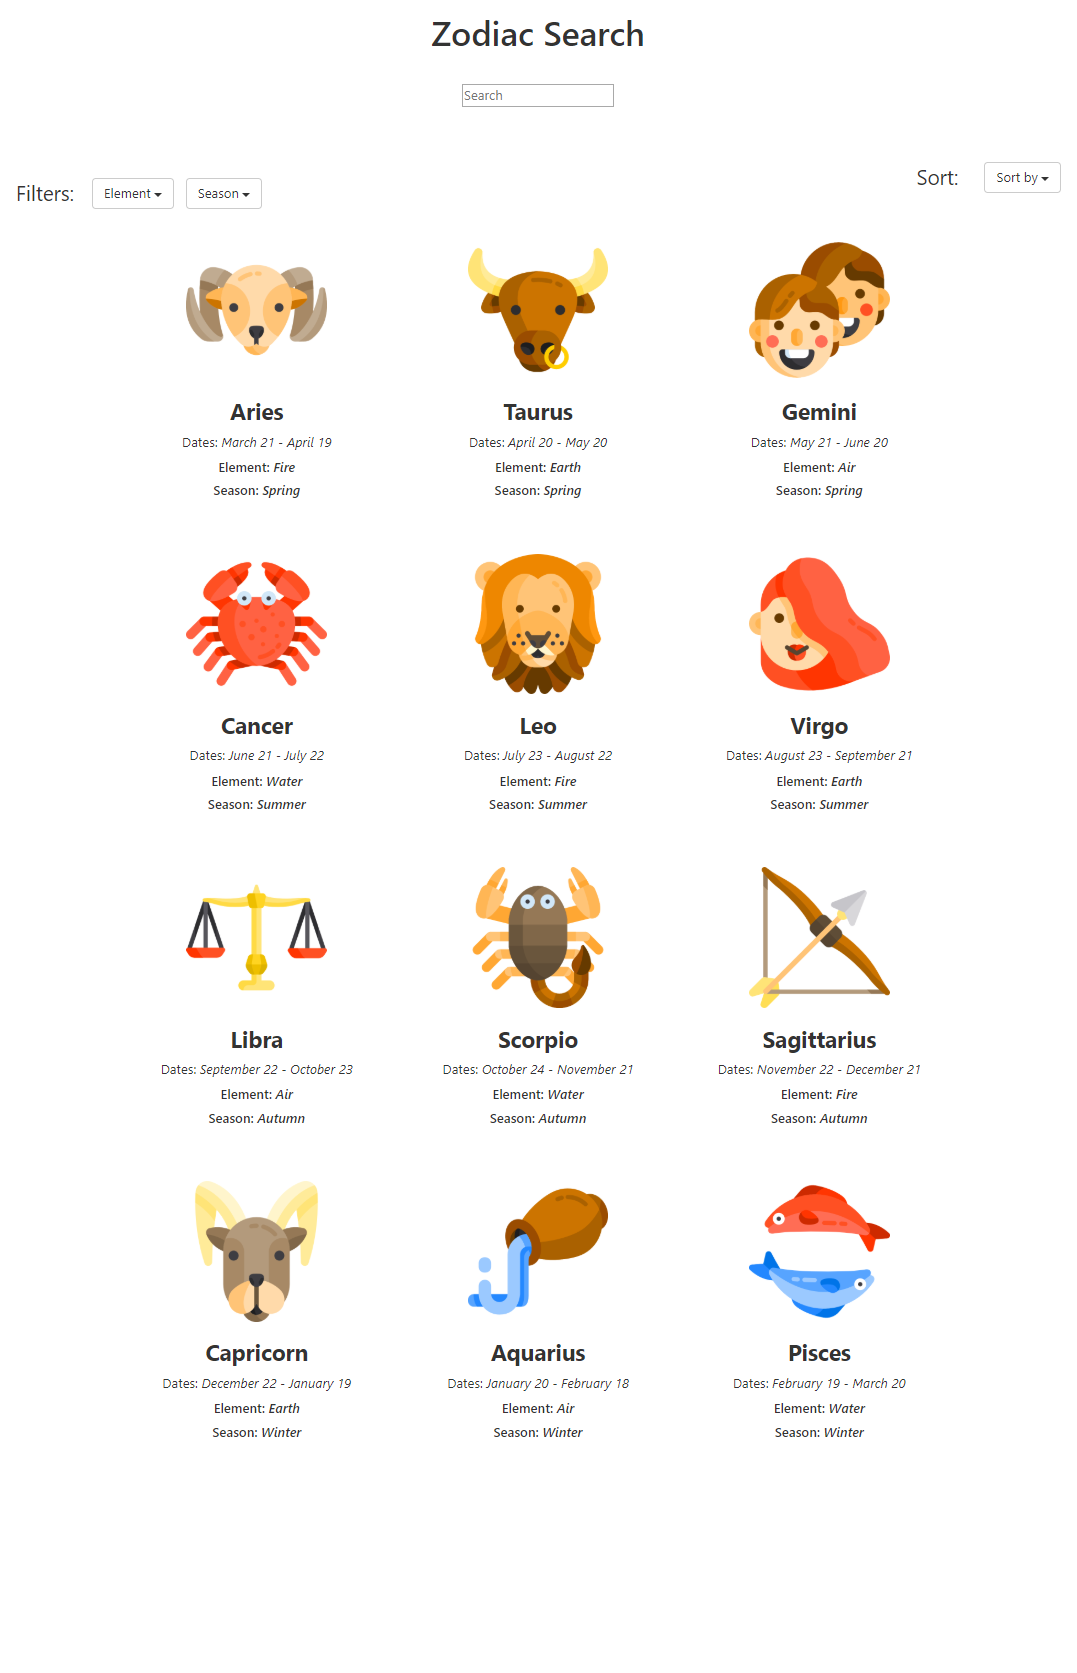 Zodiac Search
Search
Filters: Element Season Sort: Sort by
Aries Taurus Gemini
Dates: March 21 - April 19 Dates: April 20 - May 20 Dates: May 21 - June 20
Element: Fire Element: Earth Element: Air
Season: Spring Season: Spring Season: Spring
Cancer Leo Virgo
Dates: June 21 - July 22 Dates: July 23 - August 22 Dates: August 23 - September 21
Element: Water Element: Fire Element: Earth
Season: Summer Season: Summer Season: Summer
Libra Scorpio Sagittarius
Dates: September 22 - October 23 Dates: October 24 - November 21 Dates: November 22 - December 21
Element: Air Element: Water Element: Fire
Season: Autumn Season: Autumn Season: Autumn
Capricorn Aquarius Pisces
Dates: December 22 - January 19 Dates: January 20 - February 18 Dates: February 19 - March 20
Element: Earth Element: Air Element: Water
Season: Winter Season: Winter Season: Winter